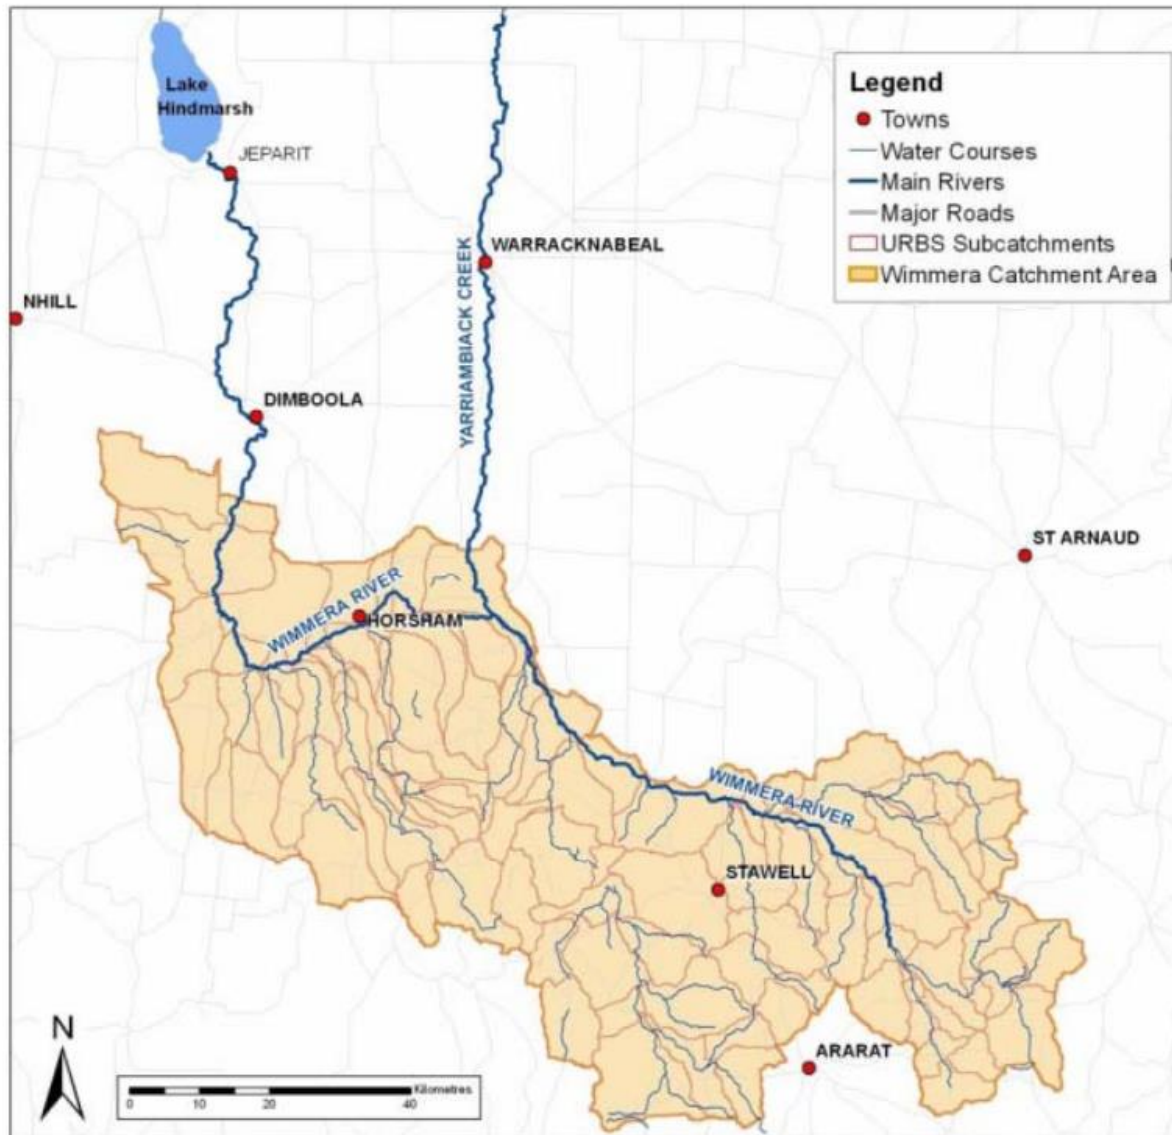 Lake
Hindmarsh
JEPARIT
Legend
Towns
Water Courses
Main Rivers
Major Roads
URBS Subcatchments
Wimmera Catchment Area
WARRACKNABEAL
YARRIAMBIACK CREEK
NHILL
DIMBOOLA
ST ARNAUD
WIMMERA RIVER
HORSHAM
WIMMERA RIVER
STAWELL
ARARAT
N
Kilometres
0 10 20 40